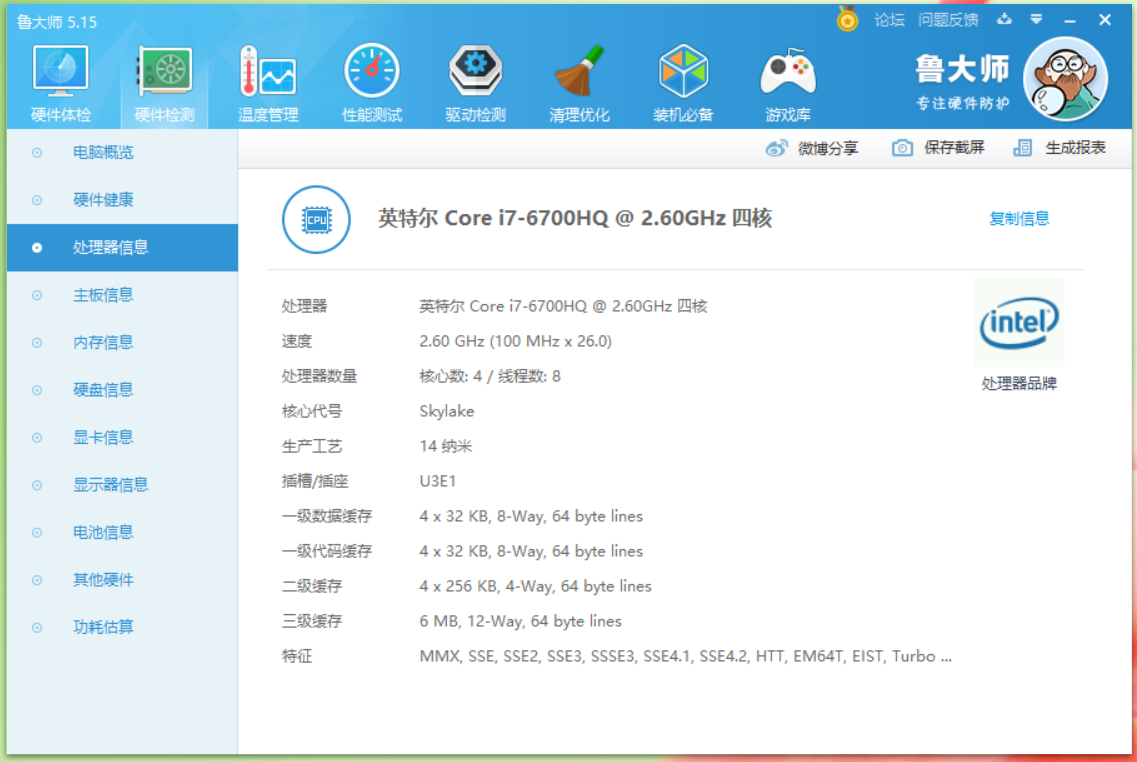 鲁大师 5.15
论坛 问题反馈
硬件体检 硬件检测 温度管理 性能测试 驱动检测 清理优化 装机必备 游戏库
鲁大师
专注硬件防护
微博分享 保存截屏 生成报表
电脑概览
硬件健康
处理器信息
主板信息
内存信息
硬盘信息
显卡信息
显示器信息
电池信息
其他硬件
功耗估算
CPU
英特尔 Core i7-6700HQ @ 2.60GHz 四核
复制信息
处理器 英特尔 Core i7-6700HQ @ 2.60GHz 四核
速度 2.60 GHz (100 MHz x 26.0)
处理器数量 核心数: 4 / 线程数: 8
核心代号 Skylake
生产工艺 14 纳米
插槽/插座 U3E1
一级数据缓存 4 x 32 KB, 8-Way, 64 byte lines
一级代码缓存 4 x 32 KB, 8-Way, 64 byte lines
二级缓存 4 x 256 KB, 4-Way, 64 byte lines
三级缓存 6 MB, 12-Way, 64 byte lines
特征 MMX, SSE, SSE2, SSE3, SSSE3, SSE4.1, SSE4.2, HTT, EM64T, EIST, Turbo ...
intel
处理器品牌